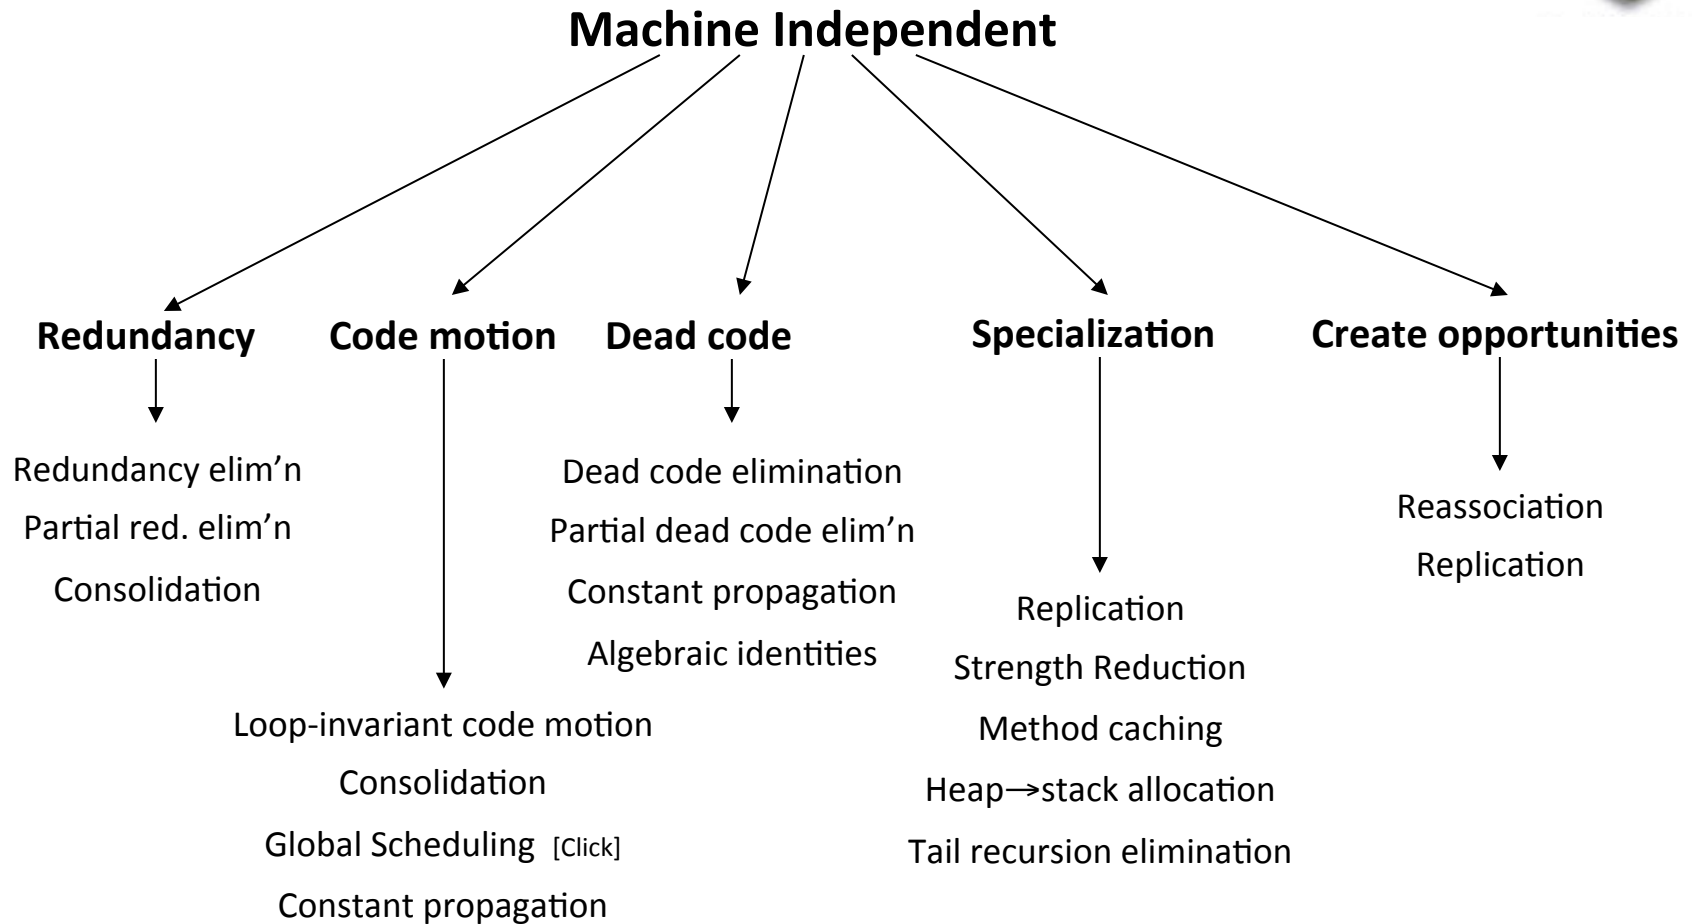 Machine Independent
Redundancy
Redundancy elim’n
Partial red. elim’n
Consolidation
Code motion
Loop-invariant code motion
Consolidation
Global Scheduling [Click]
Constant propagation
Dead code
Dead code elimination
Partial dead code elim’n
Constant propagation
Algebraic identities
Specialization
Replication
Strength Reduction
Method caching
Heap→stack allocation
Tail recursion elimination
Create opportunities
Reassociation
Replication